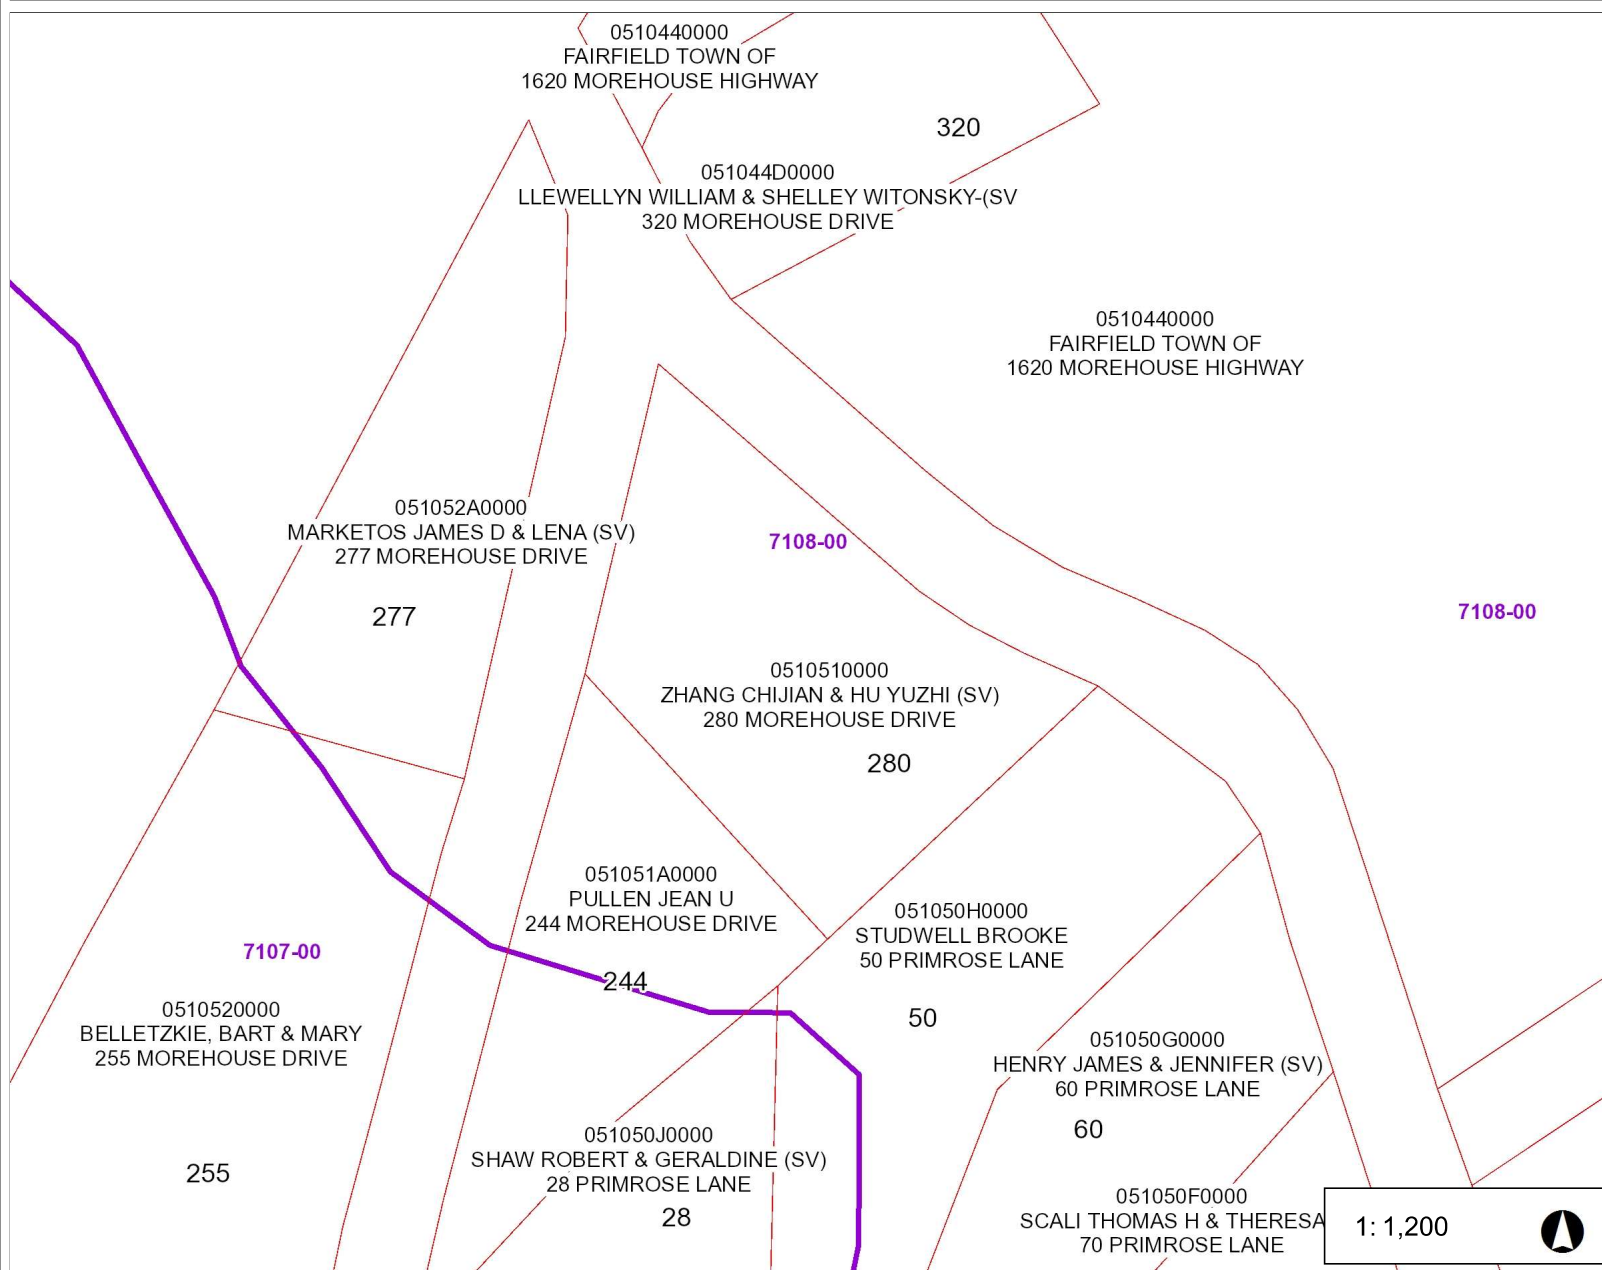 0510440000
FAIRFIELD TOWN OF
1620 MOREHOUSE HIGHWAY
320
051044D0000
LLEWELLYN WILLIAM & SHELLEY WITONSKY-(SV
320 MOREHOUSE DRIVE
0510440000
FAIRFIELD TOWN OF
1620 MOREHOUSE HIGHWAY
051052A0000
MARKETOS JAMES D & LENA (SV)
277 MOREHOUSE DRIVE
277
7108-00
7108-00
0510510000
ZHANG CHIJIAN & HU YUZHI (SV)
280 MOREHOUSE DRIVE
280
051051A0000
PULLEN JEAN U
244 MOREHOUSE DRIVE
244
051050H0000
STUDWELL BROOKE
50 PRIMROSE LANE
50
7107-00
0510520000
BELLETZKIE, BART & MARY
255 MOREHOUSE DRIVE
255
051050G0000
HENRY JAMES & JENNIFER (SV)
60 PRIMROSE LANE
60
051050J0000
SHAW ROBERT & GERALDINE (SV)
28 PRIMROSE LANE
28
051050F0000
SCALI THOMAS H & THERESA
70 PRIMROSE LANE
1: 1,200